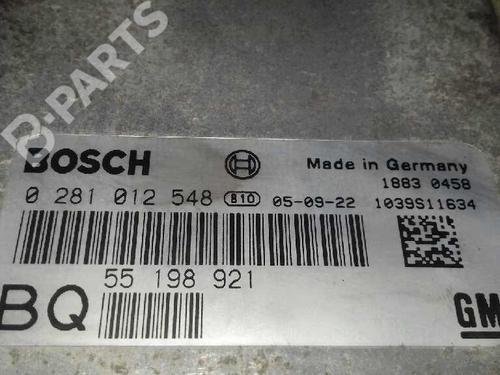 B-PARTS
BOSCH
Made in Germany
1883 0458
0 281 012 548 B10 05-09-22 1039S11634
55 198 921
BQ
GM